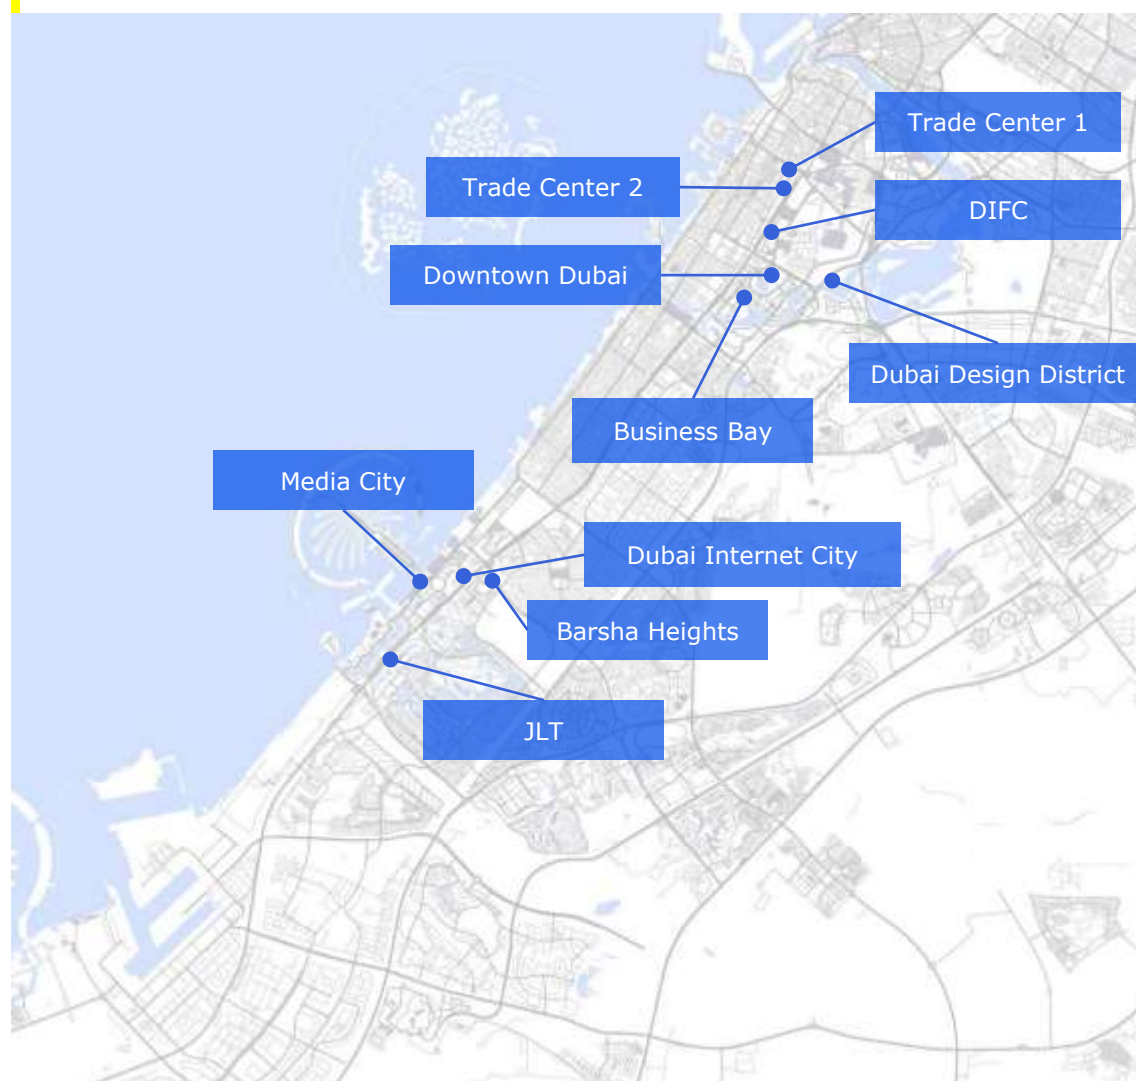 Trade Center 1
Trade Center 2
DIFC
Downtown Dubai
Dubai Design District
Business Bay
Media City
Dubai Internet City
Barsha Heights
JLT